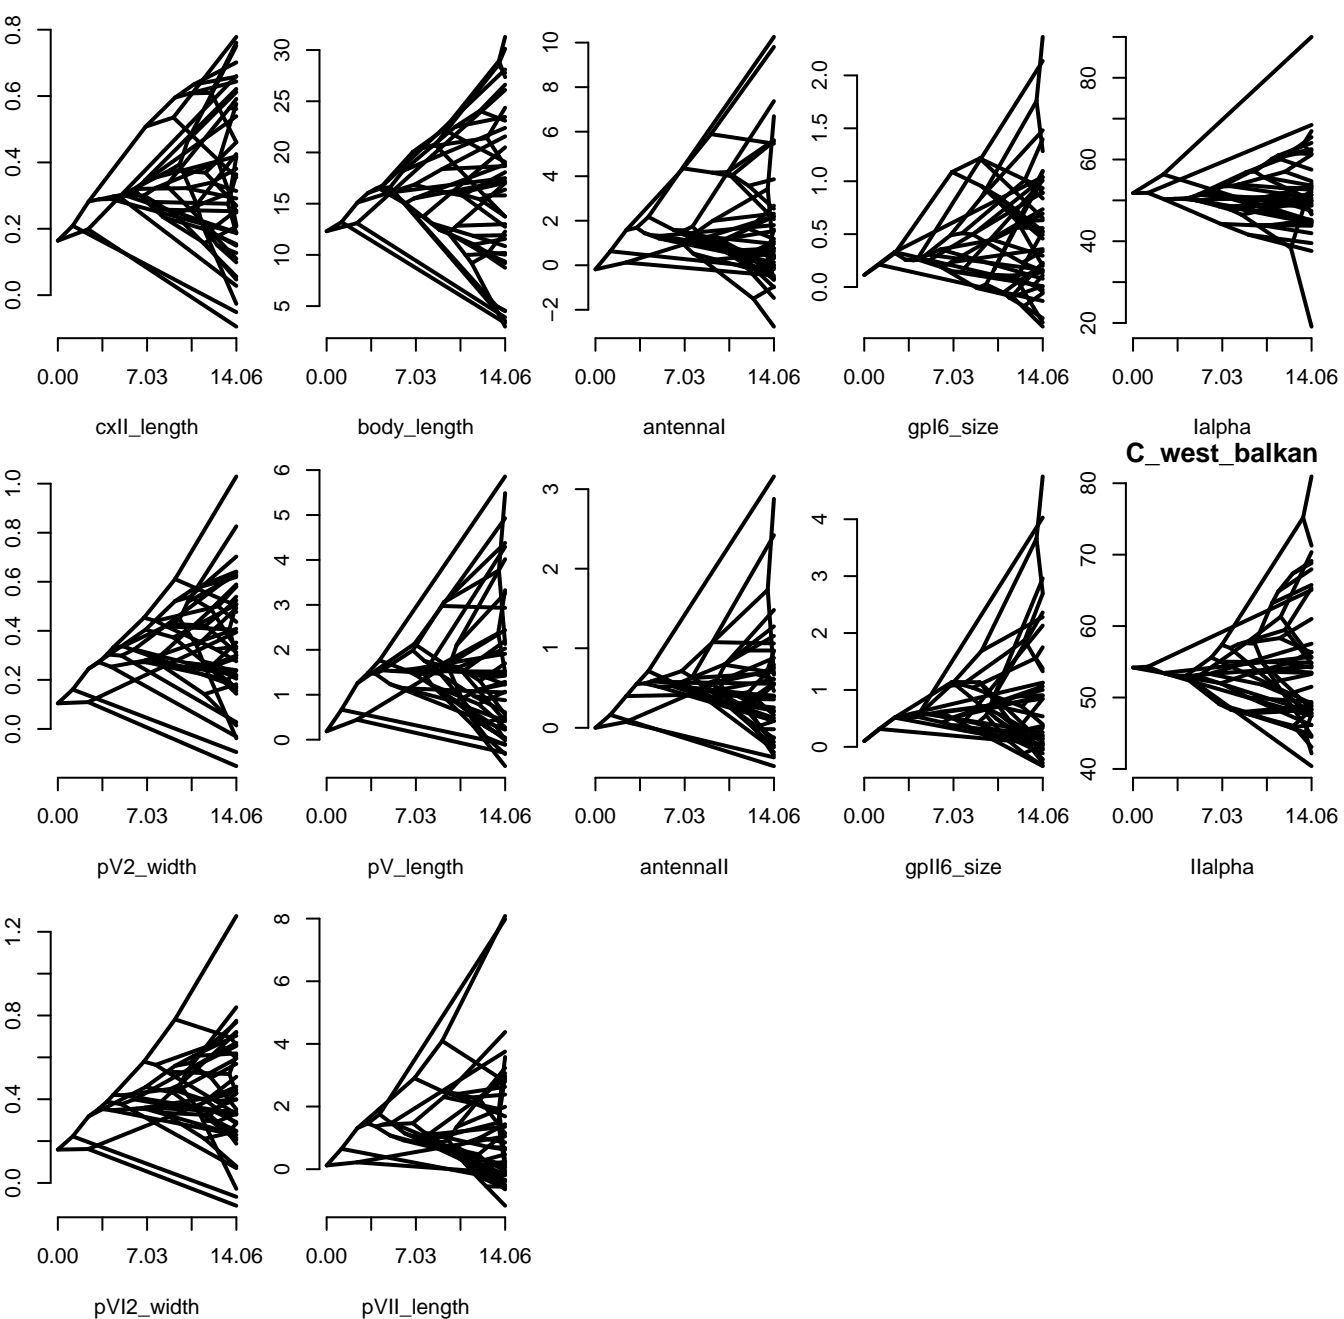 0.0 0.2 0.4 0.6 0.8
0.00 7.03 14.06
cxII_length
5 10 15 20 25 30
0.00 7.03 14.06
body_length
−2 0 2 4 6 8 10
0.00 7.03 14.06
antennaI
0.0 0.5 1.0 1.5 2.0
0.00 7.03 14.06
gpI6_size
20 40 60 80
0.00 7.03 14.06
Ialpha
C_west_balkan
0.0 0.2 0.4 0.6 0.8 1.0
0.00 7.03 14.06
pV2_width
0 1 2 3 4 5 6
0.00 7.03 14.06
pV_length
0 1 2 3
0.00 7.03 14.06
antennaII
0 1 2 3 4
0.00 7.03 14.06
gpII6_size
40 50 60 70 80
0.00 7.03 14.06
IIalpha
0.0 0.4 0.8 1.2
0.00 7.03 14.06
pVI2_width
0 2 4 6 8
0.00 7.03 14.06
pVII_length